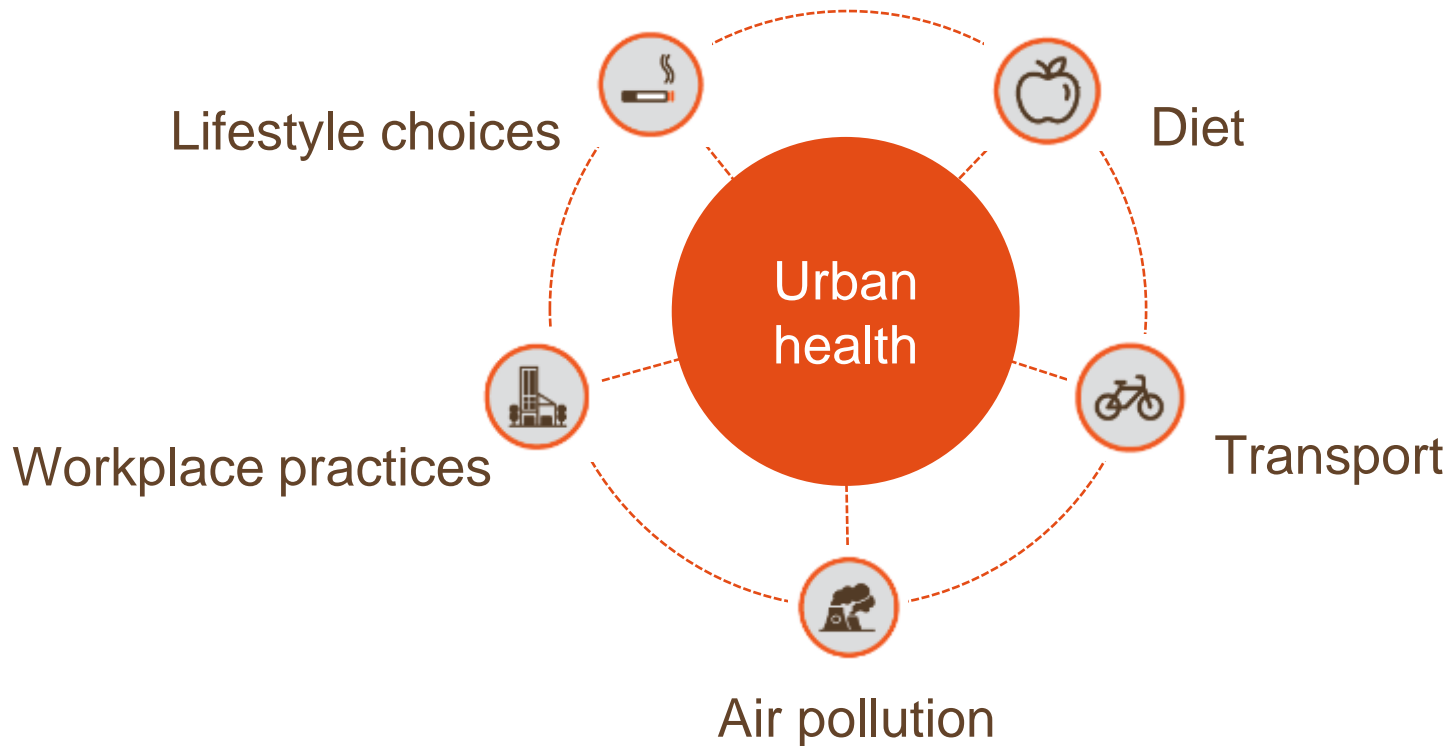 Lifestyle choices
Diet
Urban
health
Workplace practices
Transport
Air pollution